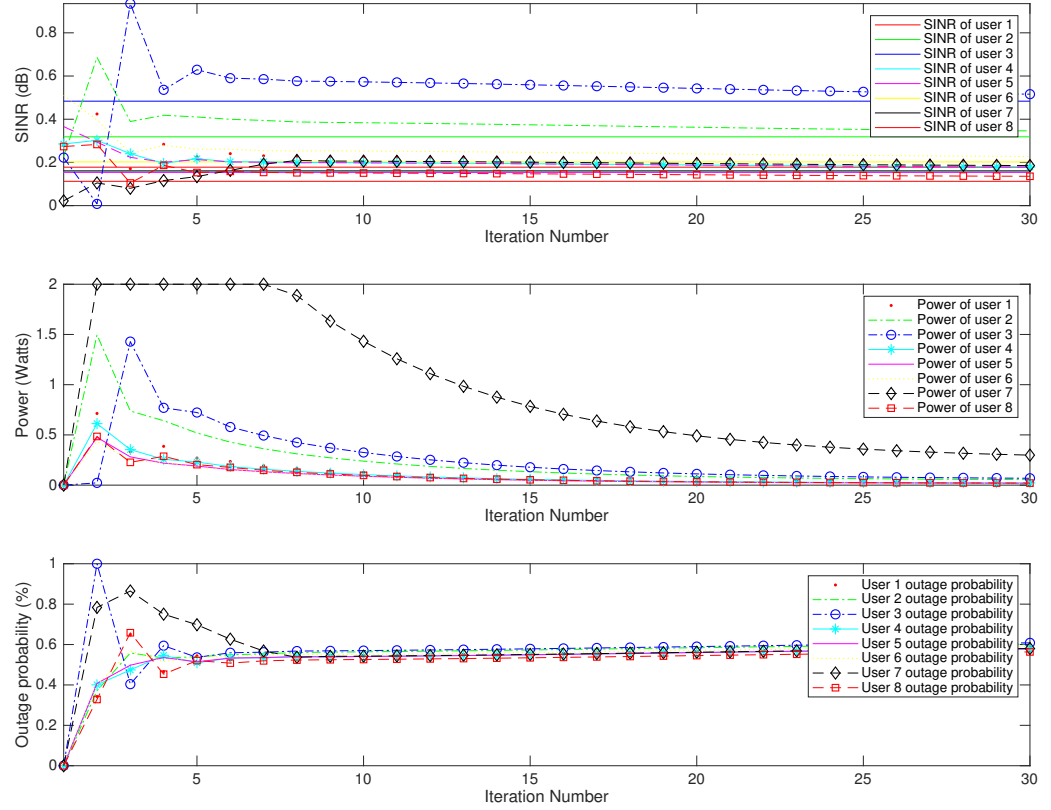 SINR (dB)
0.8
0.6
0.4
0.2
0
5
10
15
20
25
30
Iteration Number
SINR of user 1
SINR of user 2
SINR of user 3
SINR of user 4
SINR of user 5
SINR of user 6
SINR of user 7
SINR of user 8
Power (Watts)
2
1.5
1
0.5
0
5
10
15
20
25
30
Iteration Number
Power of user 1
Power of user 2
Power of user 3
Power of user 4
Power of user 5
Power of user 6
Power of user 7
Power of user 8
Outage probability (%)
1
0.8
0.6
0.4
0.2
0
5
10
15
20
25
30
Iteration Number
User 1 outage probability
User 2 outage probability
User 3 outage probability
User 4 outage probability
User 5 outage probability
User 6 outage probability
User 7 outage probability
User 8 outage probability